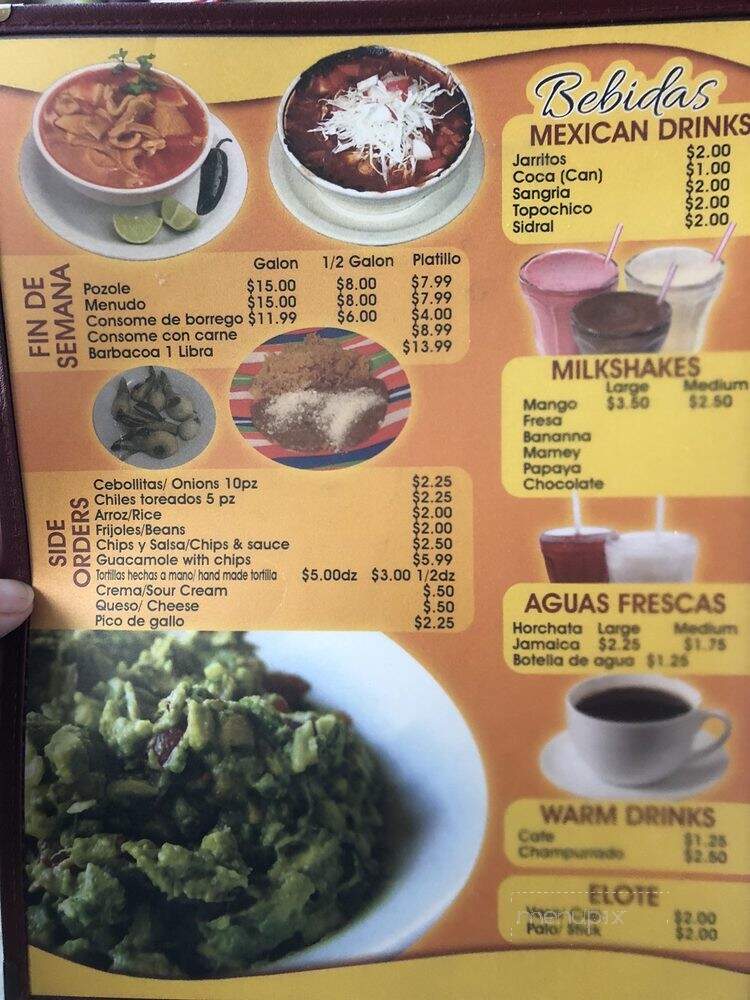 Galon 1/2 Galon Platillo
FIN DE SEMANA
Pozole $15.00 $8.00 $7.99
Menudo $15.00 $8.00 $7.99
Consome de borrego $11.99 $6.00 $4.00
Consome con carne $8.99
Barbacoa 1 Libra $13.99
SIDE ORDERS
Cebollitas/ Onions 10pz $2.25
Chiles toreados 5 pz $2.25
Arroz/Rice $2.00
Frijoles/Beans $2.00
Chips y Salsa/Chips & sauce $2.50
Guacamole with chips $5.99
Tortillas hechas a mano/ hand made tortilla $5.00dz $3.00 1/2dz
Crema/Sour Cream $.50
Queso/ Cheese $.50
Pico de gallo $2.25
Bebidas
MEXICAN DRINKS
Jarritos $2.00
Coca (Can) $1.00
Sangria $2.00
Topochico $2.00
Sidral $2.00
MILKSHAKES
Large Medium
Mango $3.50 $2.50
Fresa
Bananna
Mamey
Papaya
Chocolate
AGUAS FRESCAS
Horchata Large Medium
Jamaica $2.25 $1.75
Botella de agua $1.25
WARM DRINKS
Cafe $1.25
Champurrado $2.50
ELOTE
$2.00
Palo/ Stick $2.00
menupix